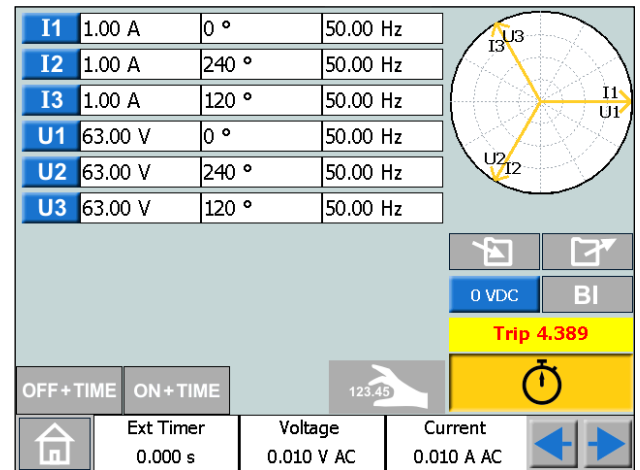 I1 1.00 A 0 ° 50.00 Hz
I2 1.00 A 240 ° 50.00 Hz
I3 1.00 A 120 ° 50.00 Hz
U1 63.00 V 0 ° 50.00 Hz
U2 63.00 V 240 ° 50.00 Hz
U3 63.00 V 120 ° 50.00 Hz
U3
I3
I1
U1
U2
I2
0 VDC BI
Trip 4.389
OFF+TIME ON+TIME 123.45
Ext Timer Voltage Current
0.000 s 0.010 V AC 0.010 A AC